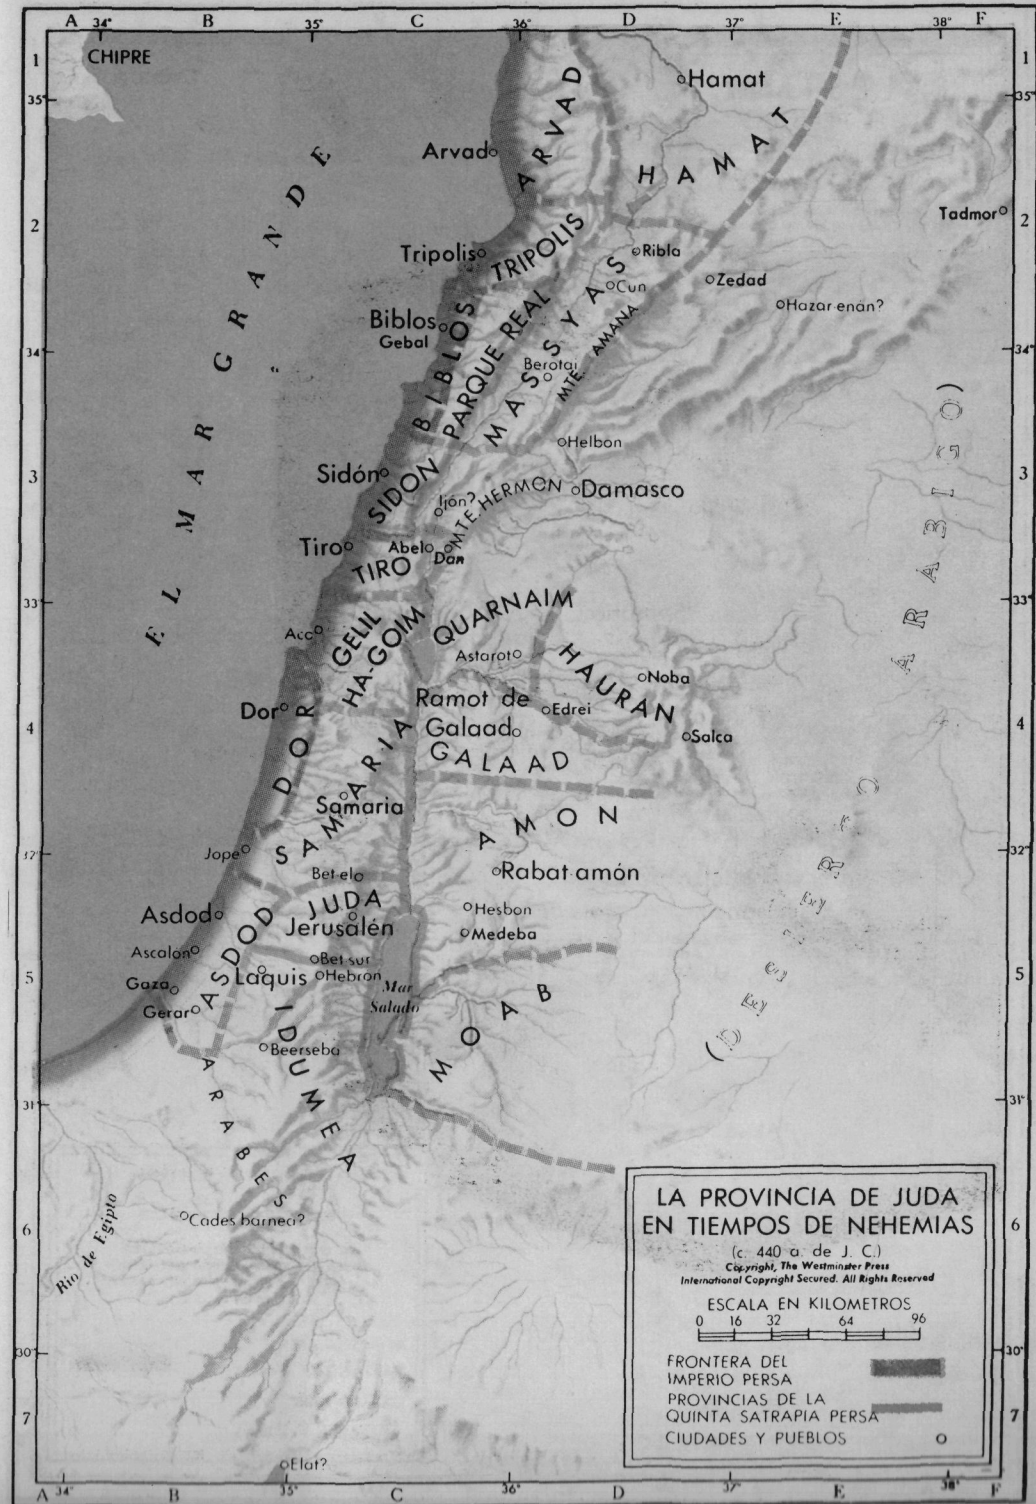 A 34° B 35° C 36° D 37° E 38° F
1
CHIPRE
Hamat
1
35°
35°
ARVAD
Arvad
HAMAT
EL MAR GRANDE
2
Tadmor
2
Tripolis
TRIPOLIS
Ribla
Cun
Zedad
Hazar-enán?
Biblos
Gebal
BIBLOS
PARQUE REAL
MASSYAS
MTE. AMANA
34°
34°
Berotai
Helbon
3
Sidón
SIDON
Ijón?
MTE. HERMON
Damasco
3
Tiro
Abel
Dan
TIRO
33°
33°
QUARNAIM
Aco
GELIL
HA-GOIM
Astarot
HAURAN
Noba
Dor
DOR
Ramot de
Galaad
Edrei
Salca
4
4
GALAAD
SAMARIA
Samaria
AMON
(DESIERTO ARABIGO)
Jope
32°
Bet-el
Rabat-amón
JUDA
Jerusalén
Asdod
ASDOD
Hesbon
Medeba
Ascalon
Bet-sur
Laquis
Hebron
5
Gaza
Gerar
Mar
Salado
MOAB
5
IDUMEA
Beerseba
31°
31°
ARABES
Cades barnea?
6
Rio de Egipto
6
LA PROVINCIA DE JUDA
EN TIEMPOS DE NEHEMIAS
(c. 440 a. de J. C.)
Copyright, The Westminster Press
International Copyright Secured. All Rights Reserved
ESCALA EN KILOMETROS
0 16 32 64 96
FRONTERA DEL
IMPERIO PERSA
PROVINCIAS DE LA
QUINTA SATRAPIA PERSA
CIUDADES Y PUEBLOS
30°
30°
7
7
Elat?
A 34° B 35° C 36° D 37° E 38° F